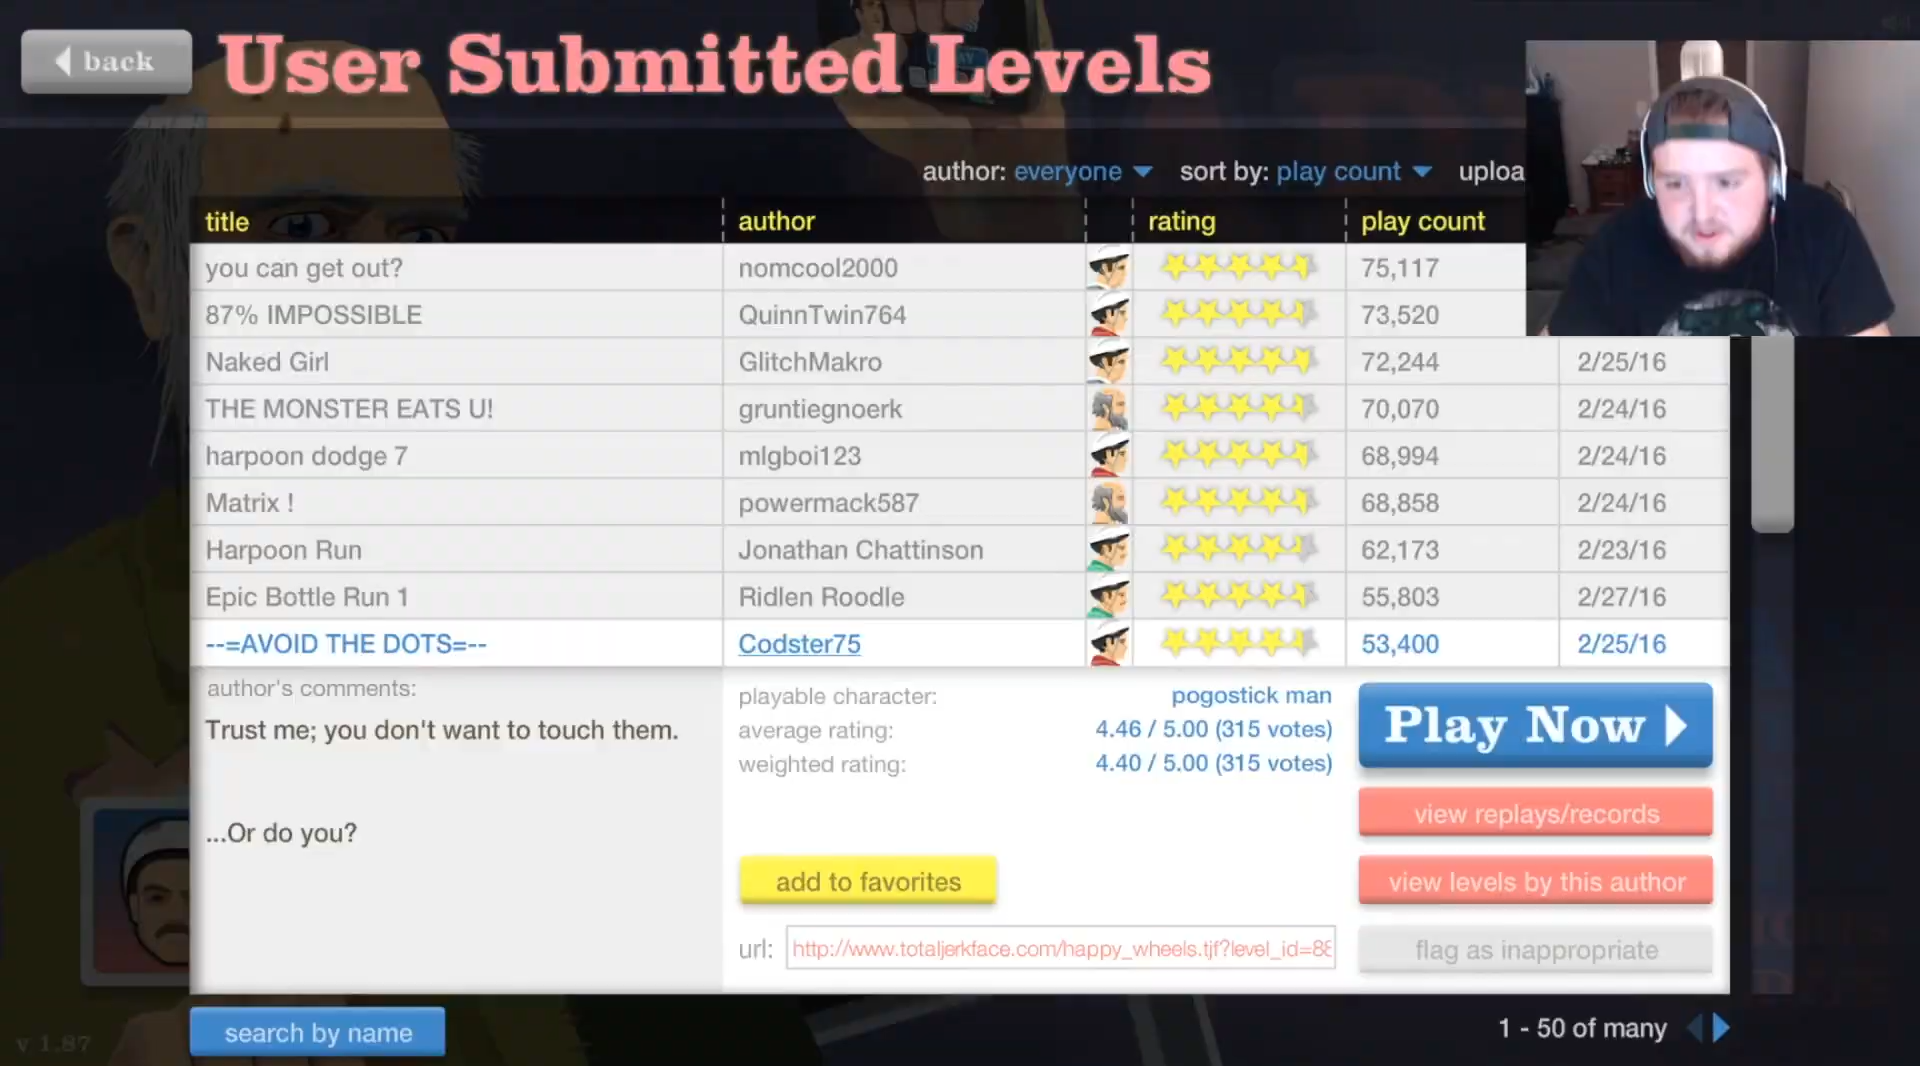 back
User Submitted Levels
author: everyone sort by: play count uploa
title author rating play count
you can get out? nomcool2000 75,117
87% IMPOSSIBLE QuinnTwin764 73,520
Naked Girl GlitchMakro 72,244 2/25/16
THE MONSTER EATS U! gruntiegnoerk 70,070 2/24/16
harpoon dodge 7 mlgboi123 68,994 2/24/16
Matrix ! powermack587 68,858 2/24/16
Harpoon Run Jonathan Chattinson 62,173 2/23/16
Epic Bottle Run 1 Ridlen Roodle 55,803 2/27/16
--=AVOID THE DOTS=-- Codster75 53,400 2/25/16
author's comments:
Trust me; you don't want to touch them.
...Or do you?
playable character: pogostick man
average rating: 4.46 / 5.00 (315 votes)
weighted rating: 4.40 / 5.00 (315 votes)
Play Now
view replays/records
add to favorites
view levels by this author
url: http://www.totaljerkface.com/happy_wheels.tjf?level_id=88
flag as inappropriate
search by name
1 - 50 of many
v 1.87